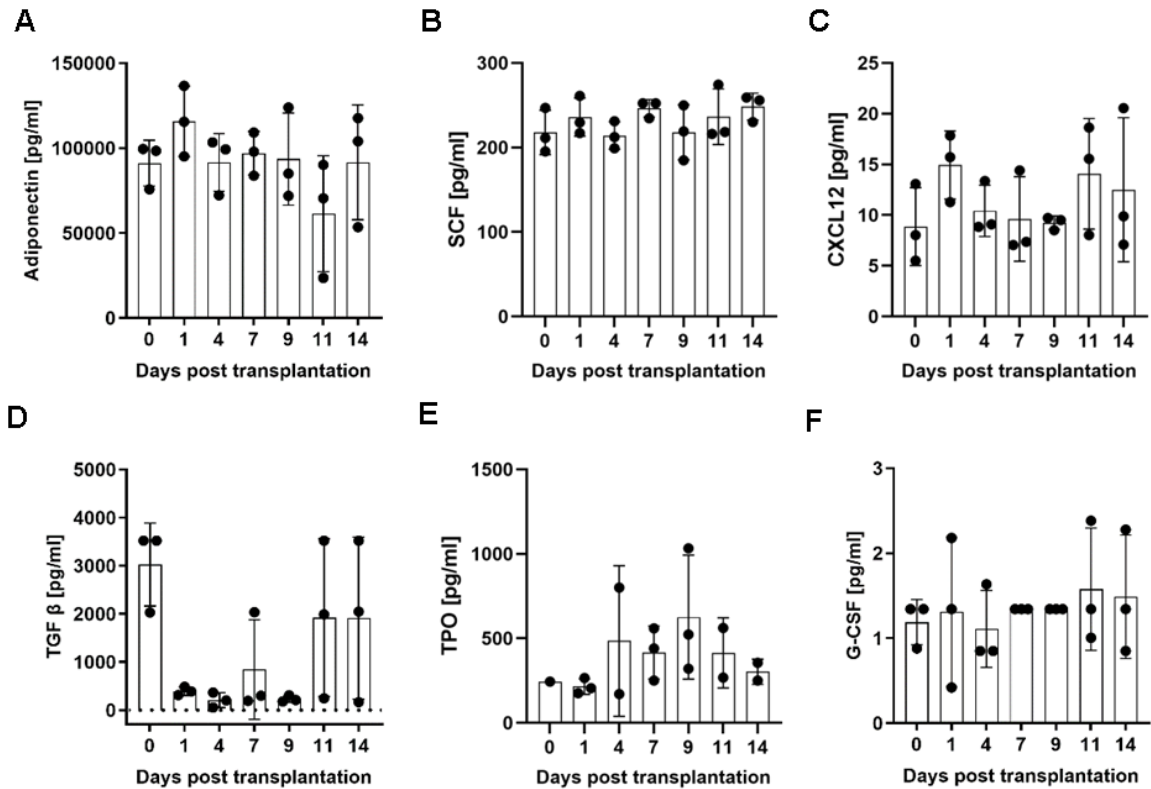 A
Adiponectin [pg/ml]
150000
100000
50000
0
0 1 4 7 9 11 14
Days post transplantation
B
SCF [pg/ml]
300
200
100
0
0 1 4 7 9 11 14
Days post transplantation
C
CXCL12 [pg/ml]
25
20
15
10
5
0
0 1 4 7 9 11 14
Days post transplantation
D
TGF β [pg/ml]
5000
4000
3000
2000
1000
0
0 1 4 7 9 11 14
Days post transplantation
E
TPO [pg/ml]
1500
1000
500
0
0 1 4 7 9 11 14
Days post transplantation
F
G-CSF [pg/ml]
3
2
1
0
0 1 4 7 9 11 14
Days post transplantation